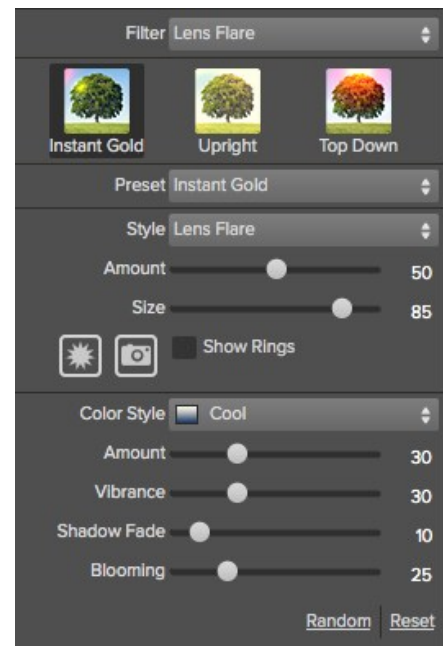 Filter Lens Flare
Instant Gold Upright Top Down
Preset Instant Gold
Style Lens Flare
Amount 50
Size 85
Show Rings
Color Style Cool
Amount 30
Vibrance 30
Shadow Fade 10
Blooming 25
Random Reset